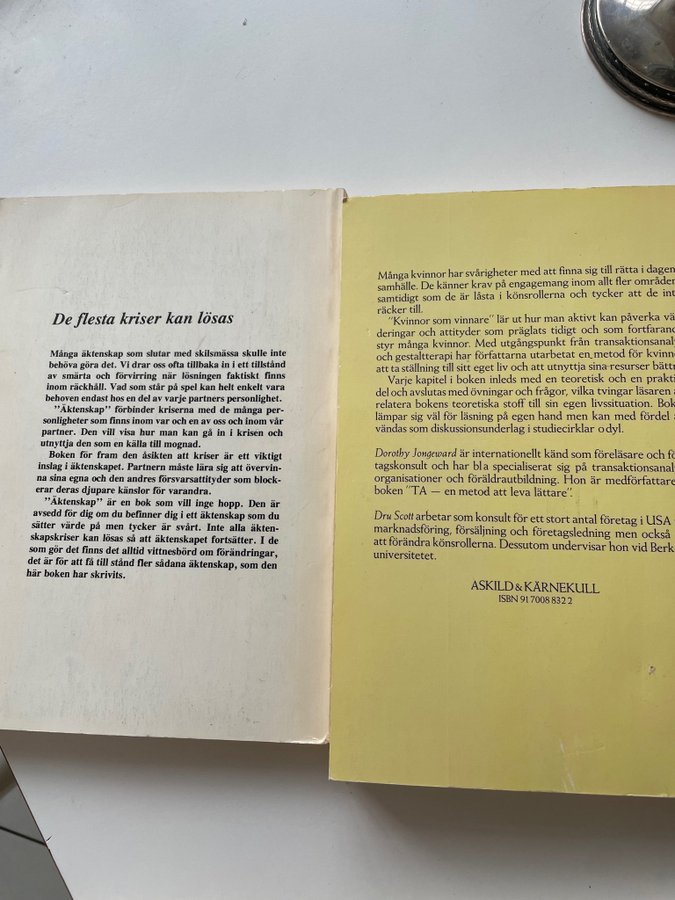 De flesta kriser kan lösas
Många äktenskap som slutar med skilsmässa skulle inte
behöva göra det. Vi drar oss ofta tillbaka in i ett tillstånd
av smärta och förvirring när lösningen faktiskt finns
inom räckhåll. Vad som står på spel kan helt enkelt vara
behoven endast hos en del av varje partners personlighet.
"Äktenskap" förbinder kriserna med de många per-
sonligheter som finns inom var och en av oss och inom vår
partner. Den vill visa hur man kan gå in i krisen och
utnyttja den som en källa till mognad.
Boken för fram den åsikten att kriser är ett viktigt
inslag i äktenskapet. Partnern måste lära sig att övervin-
na sina egna och den andres försvarsattityder som block-
erar deras djupare känslor för varandra.
"Äktenskap" är en bok som vill inge hopp. Den är
avsedd för dig om du befinner dig i ett äktenskap som du
sätter värde på men tycker är svårt. Inte alla äkten-
skapskriser kan lösas så att äktenskapet fortsätter. I de
som gör det finns det alltid vittnesbörd om förändringar,
det är för att få till stånd fler sådana äktenskap, som den
här boken har skrivits.
Många kvinnor har svårigheter med att finna sig till rätta i dagen
samhälle. De känner krav på engagemang inom allt fler område
samtidigt som de är låsta i könsrollerna och tycker att de int
räcker till.
"Kvinnor som vinnare" lär ut hur man aktivt kan påverka vä
deringar och attityder som präglats tidigt och som fortfarand
styr många kvinnor. Med utgångspunkt från transaktionsanaly
och gestaltterapi har författarna utarbetat en metod för kvinno
att ta ställning till sitt eget liv och att utnyttja sina resurser bättr
Varje kapitel i boken inleds med en teoretisk och en prakti
del och avslutas med övningar och frågor, vilka tvingar läsaren a
relatera bokens teoretiska stoff till sin egen livssituation. Bok
lämpar sig väl för läsning på egen hand men kan med fördel a
vändas som diskussionsunderlag i studiecirklar o dyl.
Dorothy Jongeward är internationellt känd som föreläsare och fö
tagskonsult och har bl a specialiserat sig på transaktionsanal
organisationer och föräldrautbildning. Hon är medförfattare
boken "TA — en metod att leva lättare".
Dru Scott arbetar som konsult för ett stort antal företag i USA
marknadsföring, försäljning och företagsledning men också
att förändra könsrollerna. Dessutom undervisar hon vid Berk
universitetet.
ASKILD & KÄRNEKULL
ISBN 91 7008 832 2